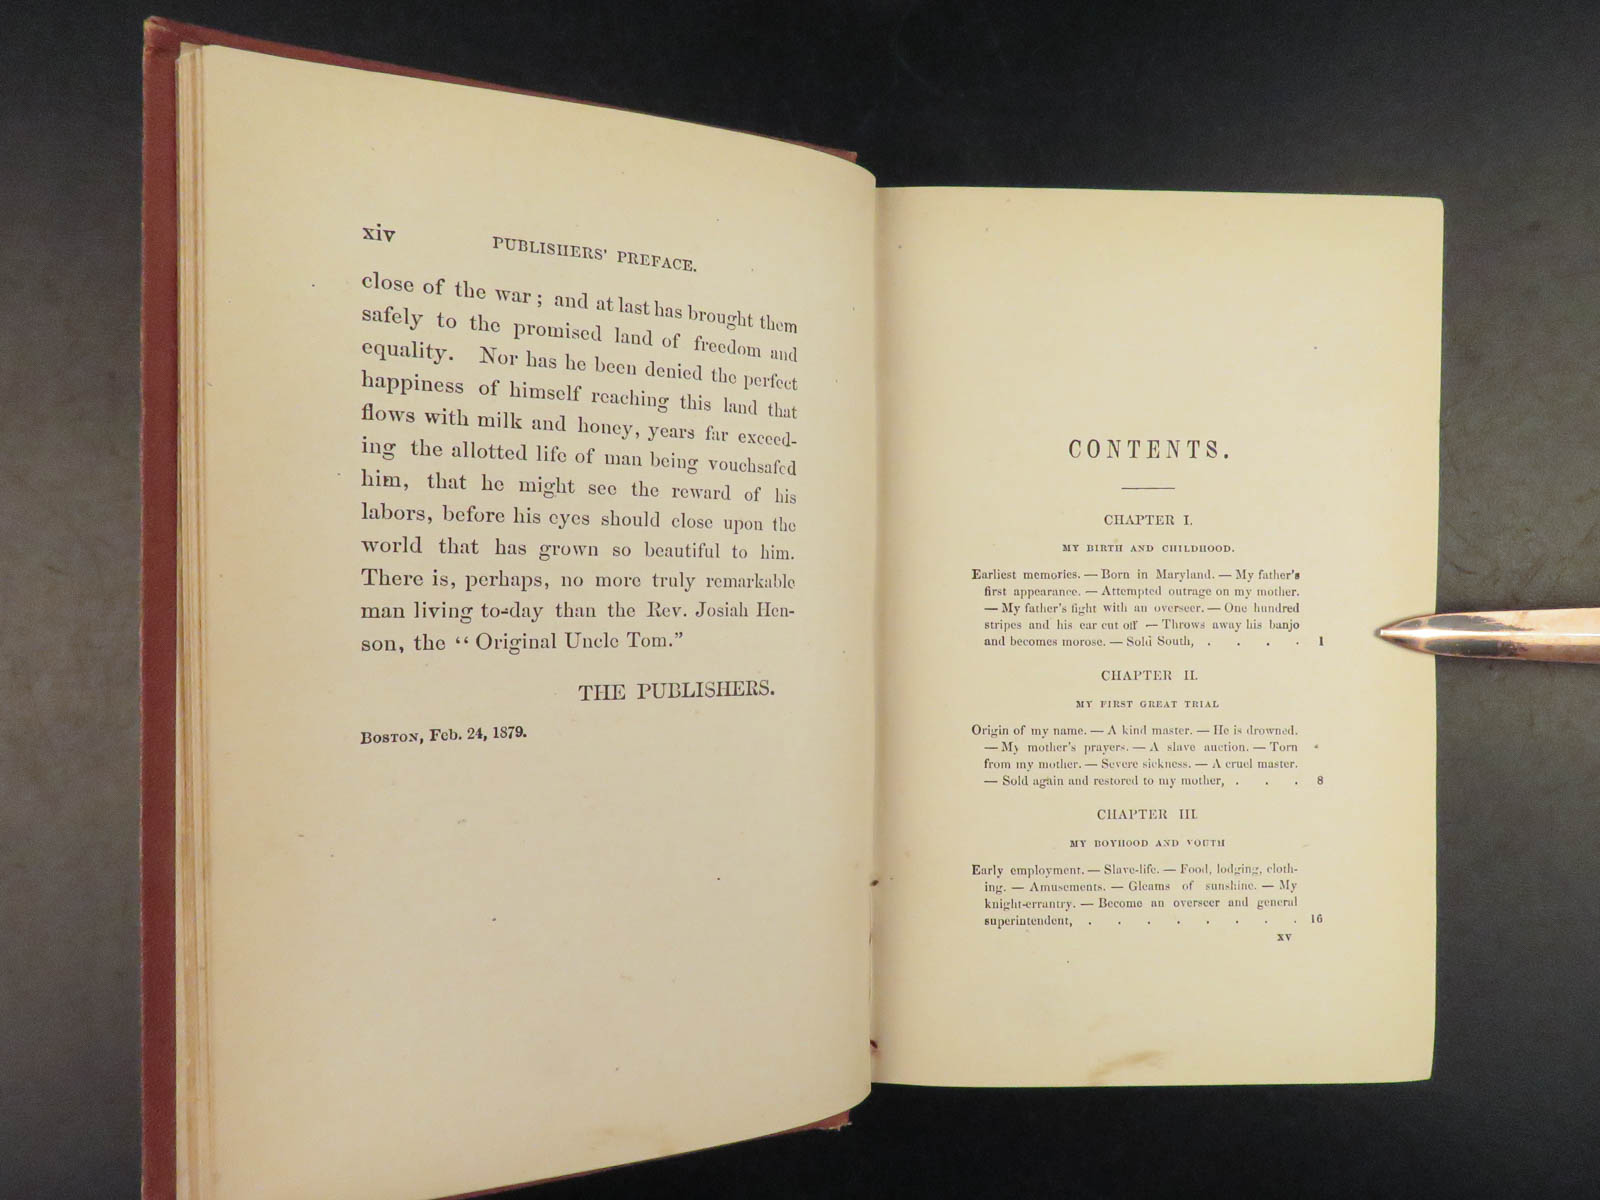 xiv PUBLISHERS' PREFACE.
close of the war; and at last has brought them
safely to the promised land of freedom and
equality. Nor has he been denied the perfect
happiness of himself reaching this land that
flows with milk and honey, years far exceed-
ing the allotted life of man being vouchsafed
him, that he might see the reward of his
labors, before his eyes should close upon the
world that has grown so beautiful to him.
There is, perhaps, no more truly remarkable
man living to-day than the Rev. Josiah Hen-
son, the "Original Uncle Tom."
THE PUBLISHERS.
BOSTON, Feb. 24, 1879.
CONTENTS.
CHAPTER I.
MY BIRTH AND CHILDHOOD.
Earliest memories. — Born in Maryland. — My father's
first appearance. — Attempted outrage on my mother.
— My father's fight with an overseer. — One hundred
stripes and his ear cut off — Throws away his banjo
and becomes morose. — Sold South, . . . . 1
CHAPTER II.
MY FIRST GREAT TRIAL
Origin of my name. — A kind master. — He is drowned.
— My mother's prayers. — A slave auction. — Torn
from my mother. — Severe sickness. — A cruel master.
— Sold again and restored to my mother, . . . 8
CHAPTER III.
MY BOYHOOD AND YOUTH
Early employment. — Slave-life. — Food, lodging, cloth-
ing. — Amusements. — Gleams of sunshine. — My
knight-errantry. — Become an overseer and general
superintendent, . . . . . . . . 16
xv